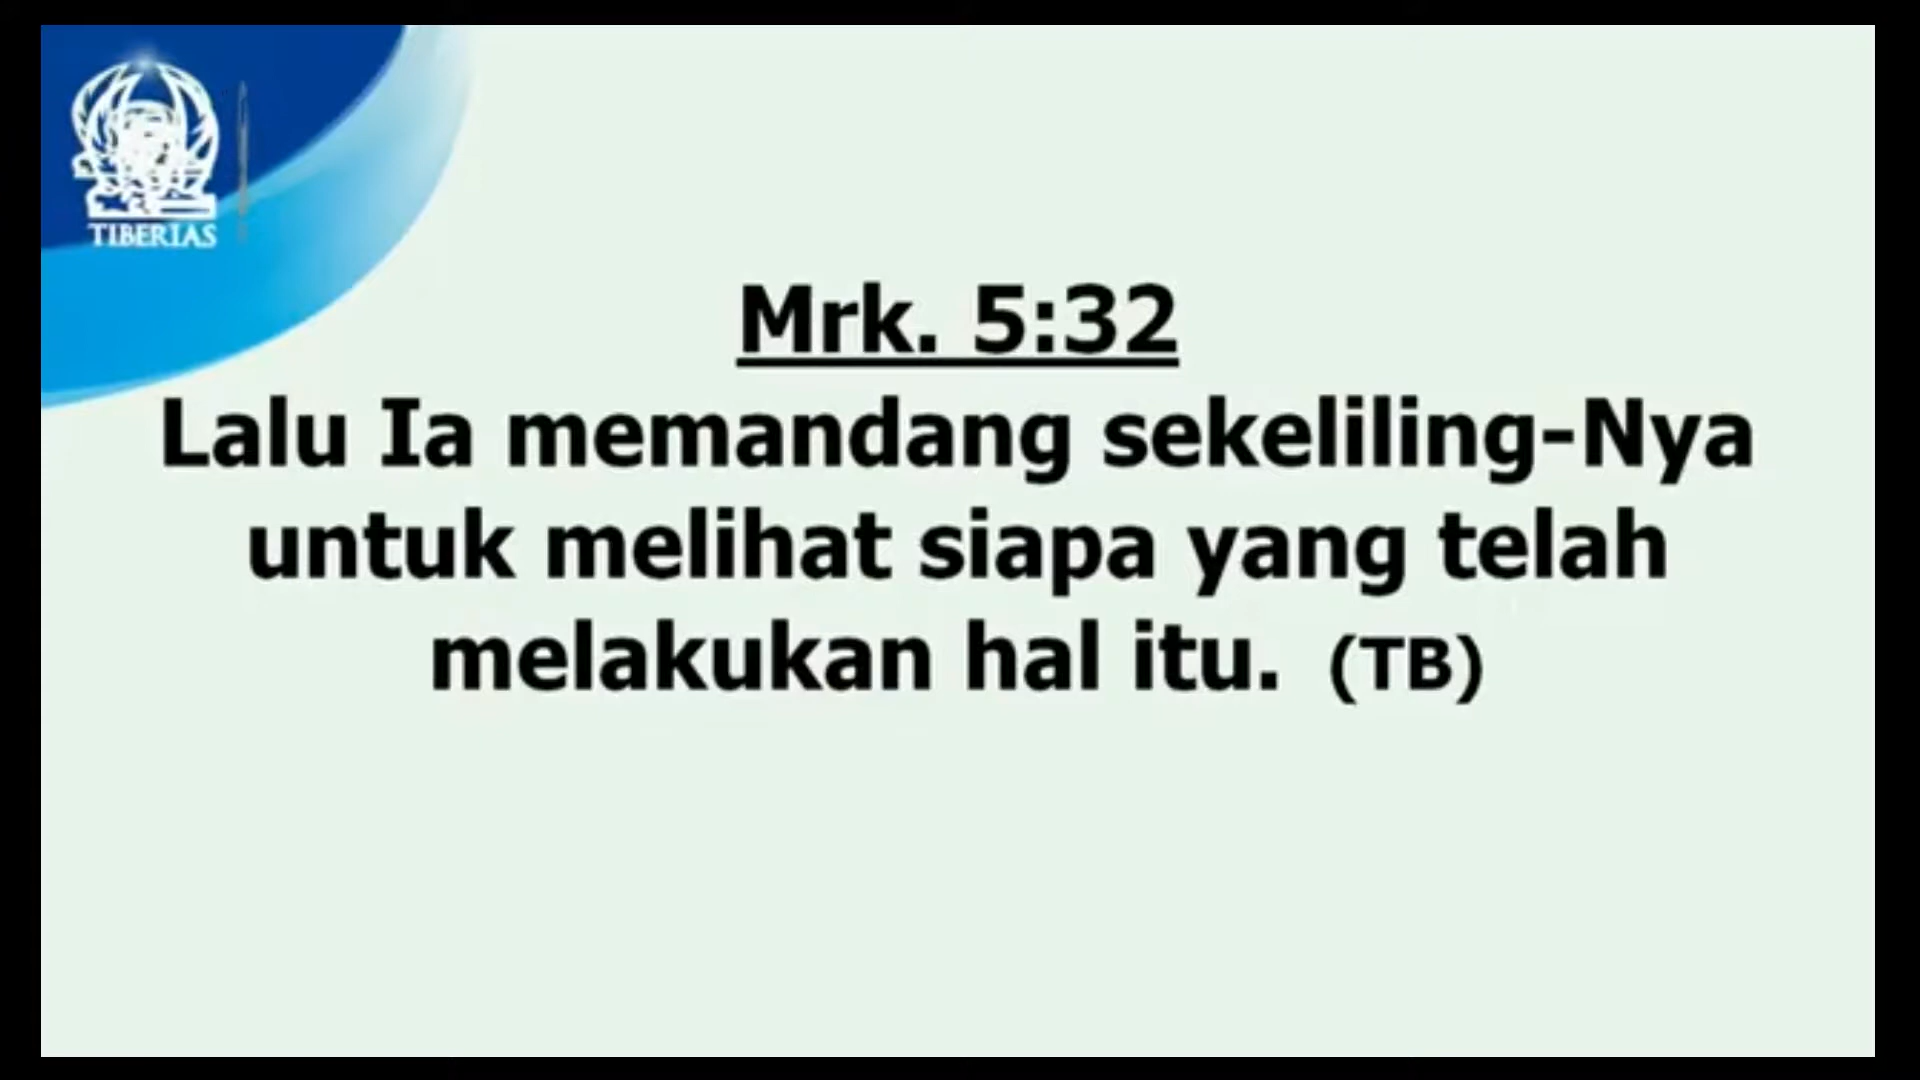 TIBERIAS
Mrk. 5:32
Lalu Ia memandang sekeliling-Nya
untuk melihat siapa yang telah
melakukan hal itu. (TB)